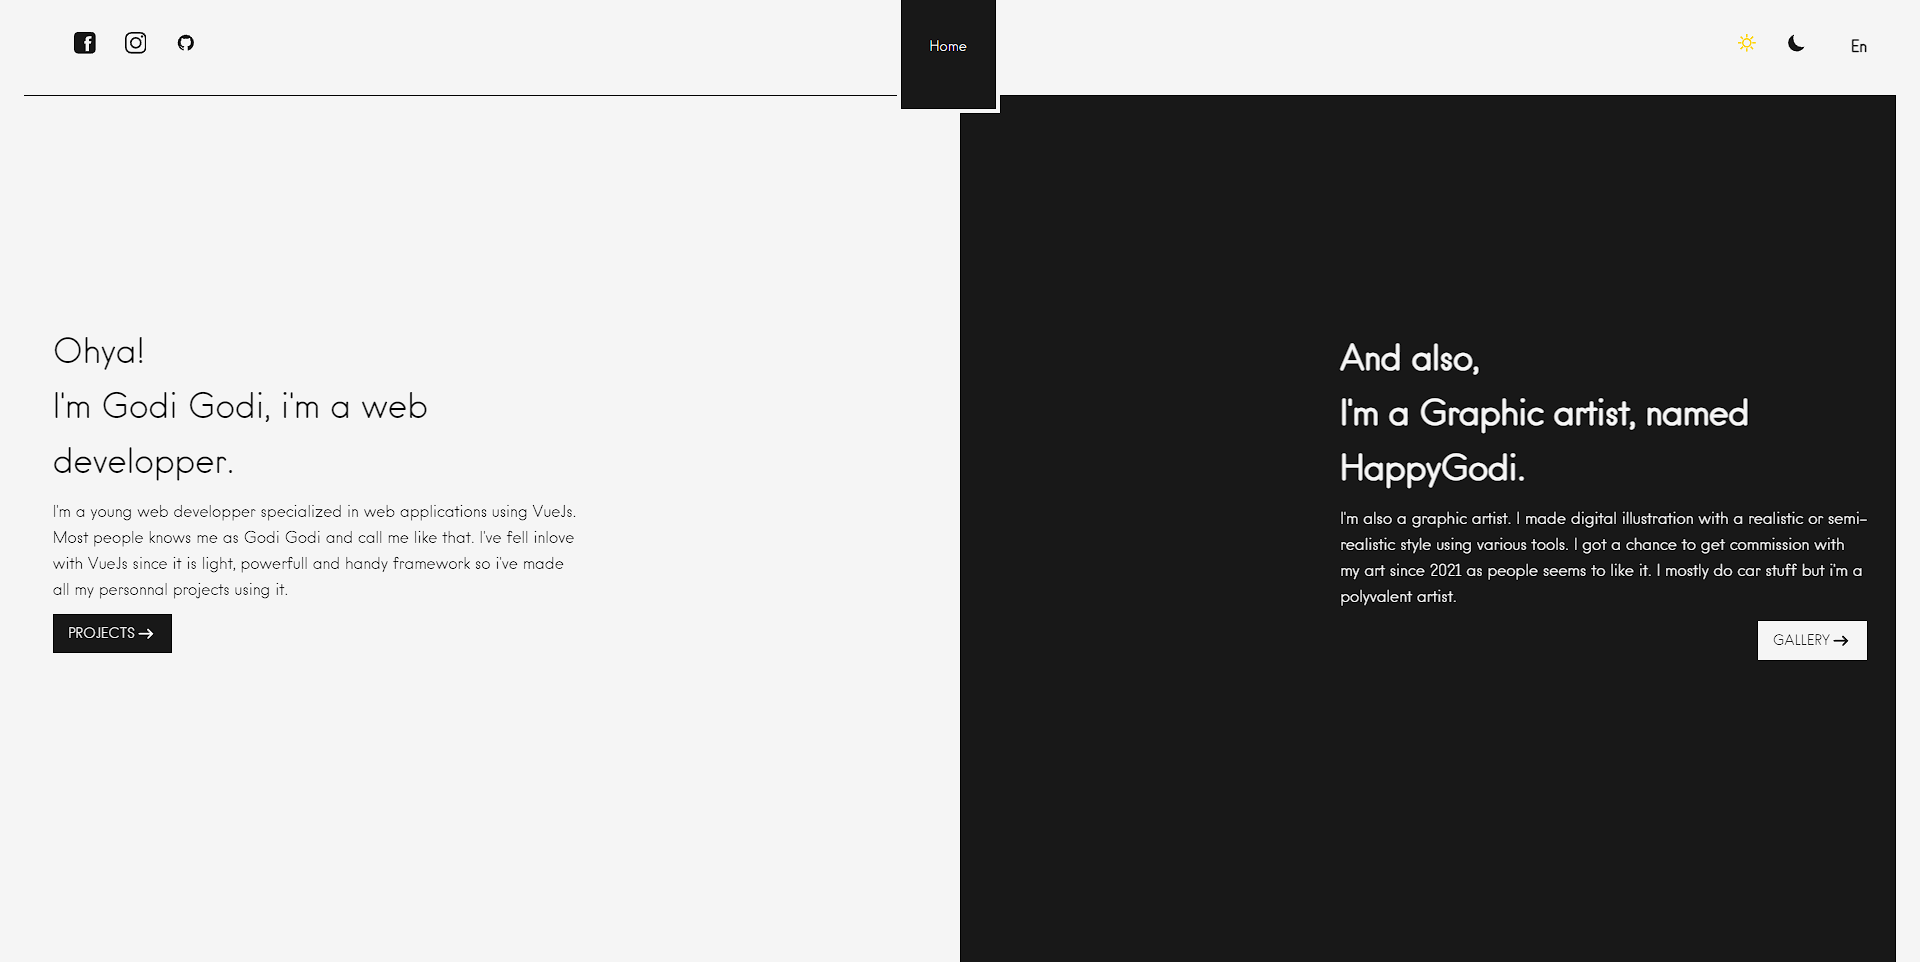 Home
En
Ohya!
I'm Godi Godi, i'm a web
developper.
I'm a young web developper specialized in web applications using VueJs.
Most people knows me as Godi Godi and call me like that. I've fell inlove
with VueJs since it is light, powerfull and handy framework so i've made
all my personnal projects using it.
PROJECTS
And also,
I'm a Graphic artist, named
HappyGodi.
I'm also a graphic artist. I made digital illustration with a realistic or semi-
realistic style using various tools. I got a chance to get commission with
my art since 2021 as people seems to like it. I mostly do car stuff but i'm a
polyvalent artist.
GALLERY